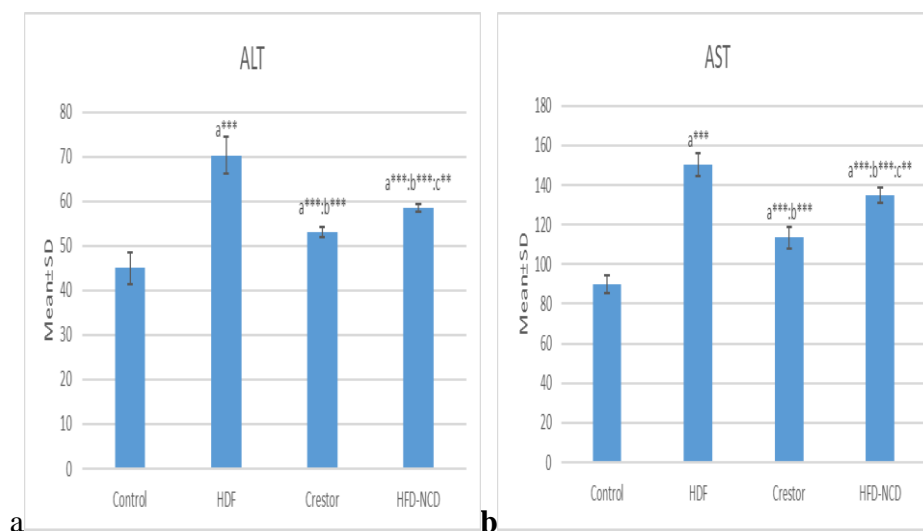 ALT
80
70
60
50
40
30
20
10
0
Mean±SD
a***
a***:b***
a***:b***:c**
Control HDF Crestor HFD-NCD
a
AST
180
160
140
120
100
80
60
40
20
0
Mean±SD
a***
a***:b***
a***:b***:c**
Control HDF Crestor HFD-NCD
b